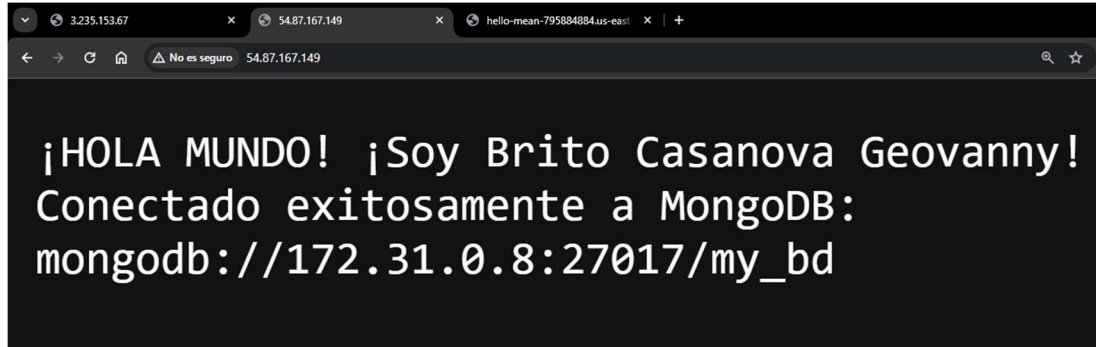 3.235.153.67
54.87.167.149
hello-mean-795884884.us-east-
No es seguro 54.87.167.149
¡HOLA MUNDO! ¡Soy Brito Casanova Geovanny!
Conectado exitosamente a MongoDB:
mongodb://172.31.0.8:27017/my_bd